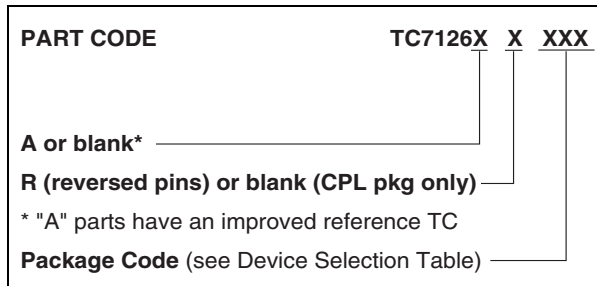 PART CODE TC7126X X XXX
A or blank*
R (reversed pins) or blank (CPL pkg only)
* "A" parts have an improved reference TC
Package Code (see Device Selection Table)